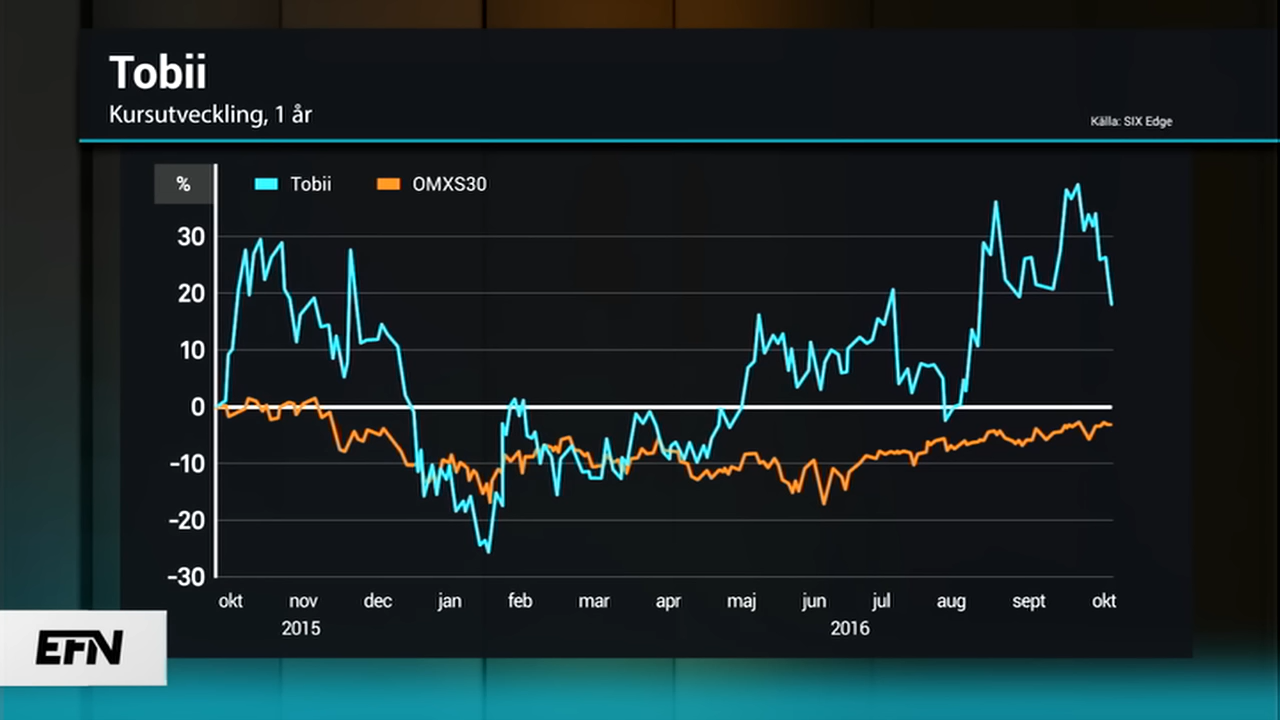 Tobii
Kursutveckling, 1 år
Källa: SIX Edge
%
Tobii
OMXS30
30
20
10
0
-10
-20
-30
okt nov dec jan feb mar apr maj jun jul aug sept okt
2015 2016
EFN